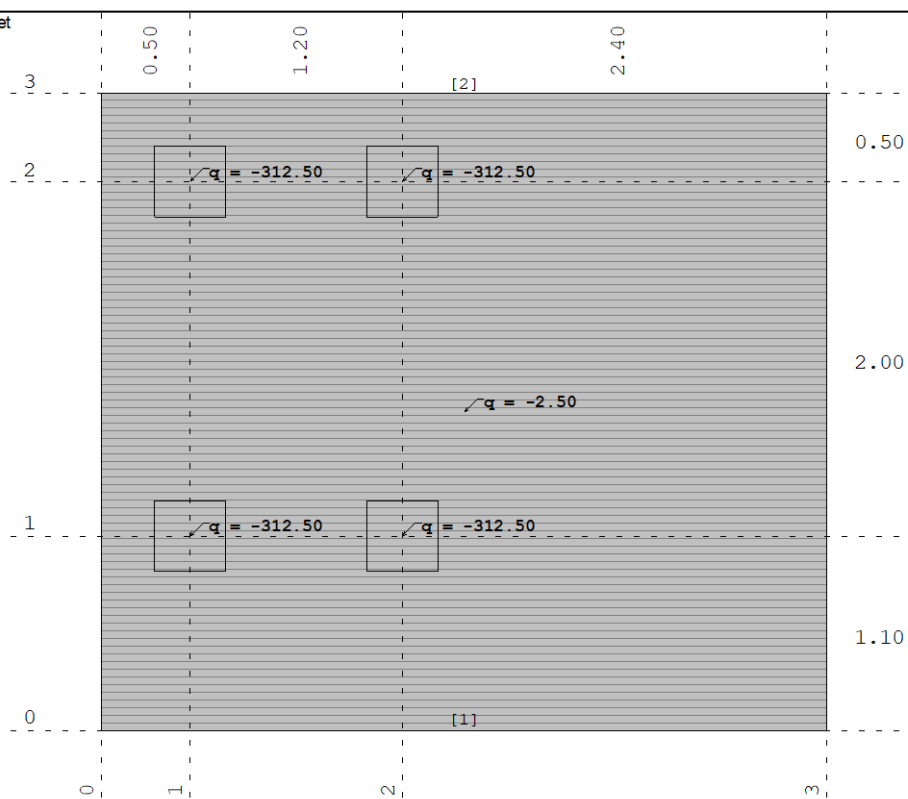 et
0.50
1.20
2.40
3
[2]
0.50
2
q = -312.50
q = -312.50
2.00
q = -2.50
1
q = -312.50
q = -312.50
1.10
0
[1]
0
1
2
3